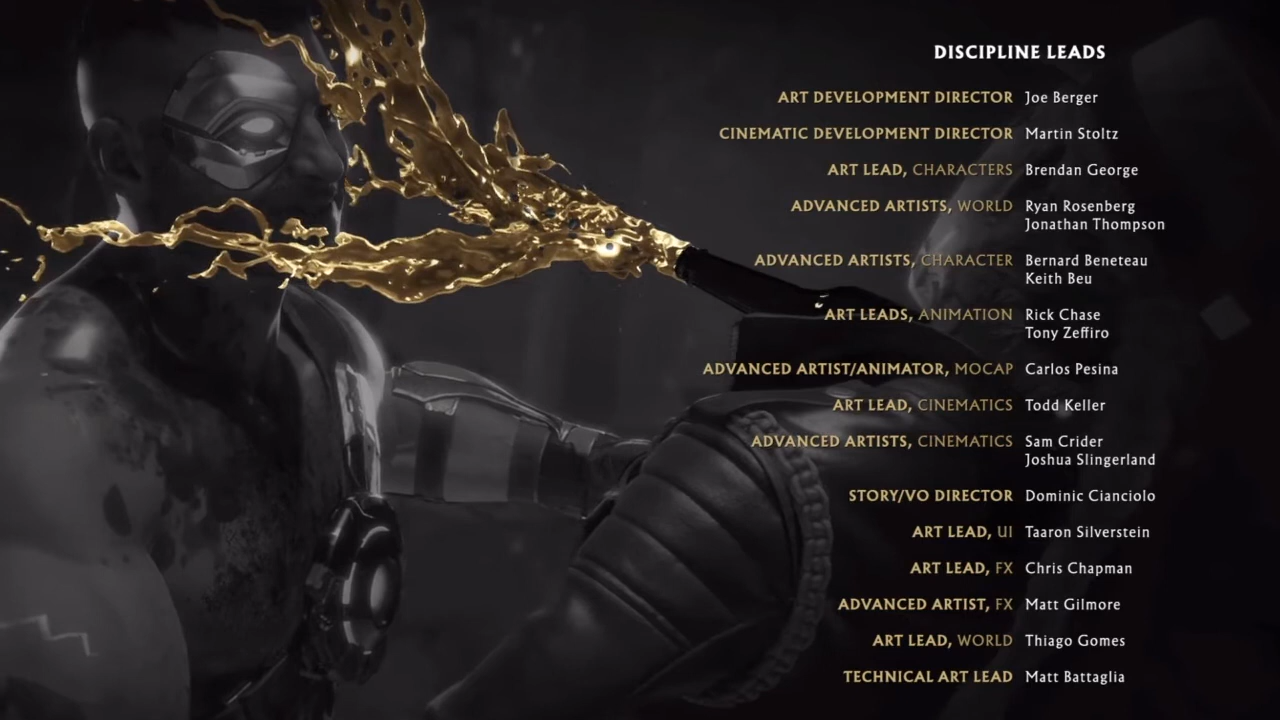 DISCIPLINE LEADS
ART DEVELOPMENT DIRECTOR Joe Berger
CINEMATIC DEVELOPMENT DIRECTOR Martin Stoltz
ART LEAD, CHARACTERS Brendan George
ADVANCED ARTISTS, WORLD Ryan Rosenberg
Jonathan Thompson
ADVANCED ARTISTS, CHARACTER Bernard Beneteau
Keith Beu
ART LEADS, ANIMATION Rick Chase
Tony Zeffiro
ADVANCED ARTIST/ANIMATOR, MOCAP Carlos Pesina
ART LEAD, CINEMATICS Todd Keller
ADVANCED ARTISTS, CINEMATICS Sam Crider
Joshua Slingerland
STORY/VO DIRECTOR Dominic Cianciolo
ART LEAD, UI Taaron Silverstein
ART LEAD, FX Chris Chapman
ADVANCED ARTIST, FX Matt Gilmore
ART LEAD, WORLD Thiago Gomes
TECHNICAL ART LEAD Matt Battaglia